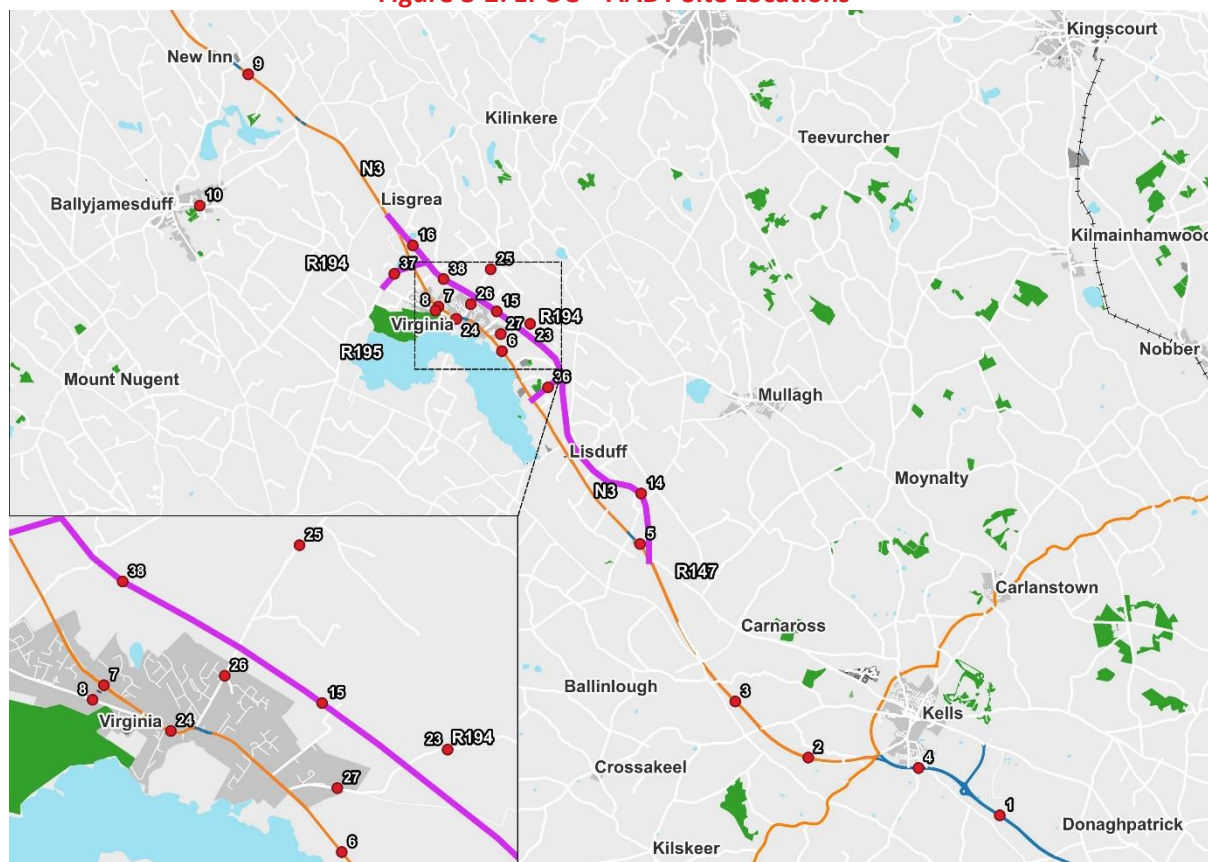 Figure 5-2: LPOC – AADT Site Locations
Kingscourt
New Inn
9
Kilinkere
Teevurcher
N3
Ballyjamesduff
10
Lisgrea
16
Kilmainhamwood
R194
37
25
38
8
7
26
15
R194
Virginia
24
27
23
6
R195
Nobber
Mount Nugent
36
Mullagh
Lisduff
Moynalty
N3
14
5
R147
Carlanstown
Carnaross
Ballinlough
3
Kells
2
4
Crossakeel
1
Donaghpatrick
Kilskeer
25
38
26
7
8
15
Virginia
24
23
R194
27
6